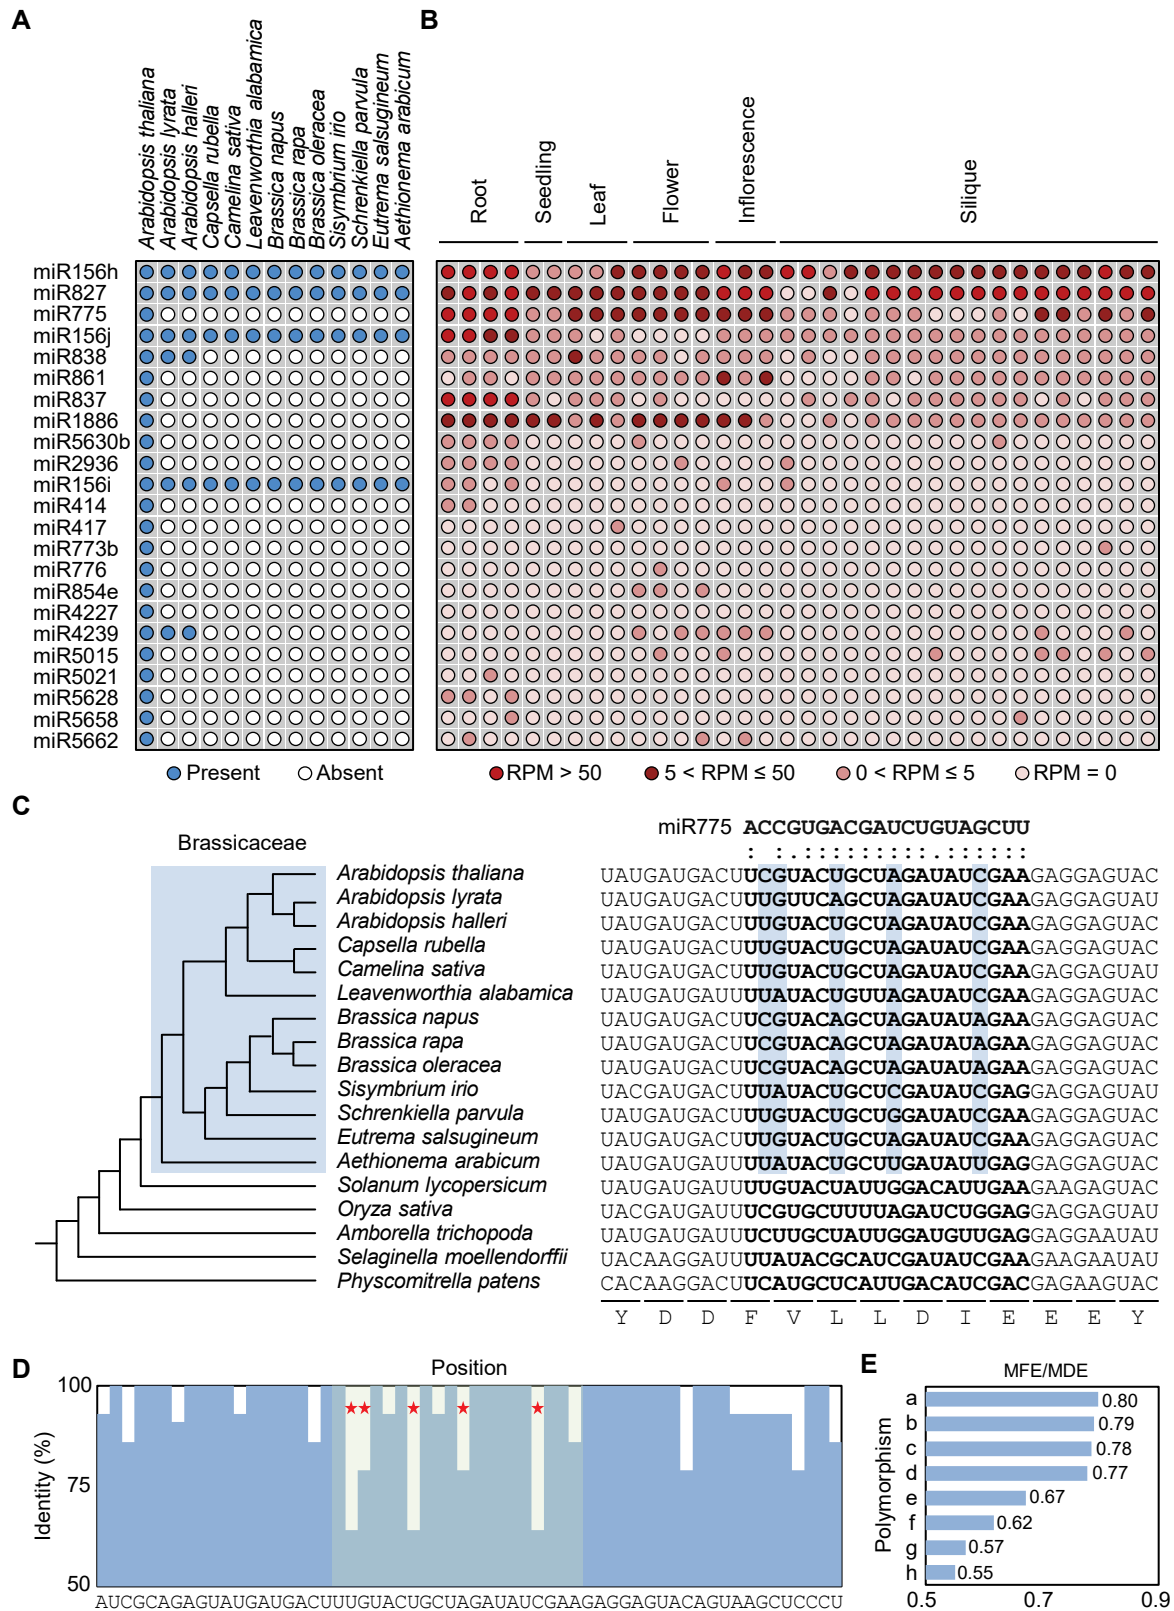 A
B
Arabidopsis thaliana
Arabidopsis lyrata
Arabidopsis halleri
Capsella rubella
Camelina sativa
Leavenworthia alabamica
Brassica napus
Brassica rapa
Brassica oleracea
Sisymbrium irio
Schrenkiella parvula
Eutrema salsugineum
Aethionema arabicum
Root
Seedling
Leaf
Flower
Inflorescence
Silique
miR156h
miR827
miR775
miR156j
miR838
miR861
miR837
miR1886
miR5630b
miR2936
miR156i
miR414
miR417
miR773b
miR776
miR854e
miR4227
miR4239
miR5015
miR5021
miR5628
miR5658
miR5662
Present Absent
RPM > 50 5 < RPM ≤ 50 0 < RPM ≤ 5 RPM = 0
C
Brassicaceae
miR775 ACCGUGACGAUCUGUAGCUU
: :.:::::::::.::::::
Arabidopsis thaliana UAUGAUGACUUCGUACUGCUAGAUAUCGAAGAGGAGUAC
Arabidopsis lyrata UAUGAUGACUUUGUUCAGCUAGAUAUCGAAGAGGAGUAU
Arabidopsis halleri UAUGAUGACUUUGUACUGCUAGAUAUCGAAGAGGAGUAC
Capsella rubella UAUGAUGACUUUGUACUGCUAGAUAUCGAAGAGGAGUAC
Camelina sativa UAUGAUGACUUUGUACUGCUAGAUAUCGAAGAGGAGUAU
Leavenworthia alabamica UAUGAUGAUUUUAUACUGUUAGAUAUCGAAGAGGAGUAC
Brassica napus UAUGAUGACUUCGUACAGCUAGAUAUAGAAGAGGAGUAC
Brassica rapa UAUGAUGACUUCGUACAGCUAGAUAUAGAAGAGGAGUAC
Brassica oleracea UAUGAUGACUUCGUACAGCUAGAUAUAGAAGAGGAGUAC
Sisymbrium irio UACGAUGACUUUAUACUGCUCGAUAUCGAGGAGGAGUAC
Schrenkiella parvula UAUGAUGACUUUGUACUGCUGGAUAUCGAAGAGGAGUAC
Eutrema salsugineum UAUGAUGACUUUGUACUGCUAGAUAUCGAAGAGGAGUAC
Aethionema arabicum UAUGAUGAUUUUAUACUGCUUGAUAUUGAGGAGGAGUAC
Solanum lycopersicum UAUGAUGAUUUUGUACUAUUGGACAUUGAAGAAGAGUAC
Oryza sativa UACGAUGAUUUCGUGCUUUUAGAUCUGGAGGAGGAGUAU
Amborella trichopoda UAUGAUGAUUUCUUGCUAUUGGAUGUUGAGGAAGAAUAU
Selaginella moellendorffii UACAAGGAUUUUAUACGCAUCGAUAUCGAAGAAGAGUAC
Physcomitrella patens CACAAGGACUUCAUGCUCAUUGACAUCGACGAGAAGUAC
Y D D F V L L D I E E E Y
D
Position
100
75
50
Identity (%)
AUCGCAGAGUAUGAUGACUUUGUACUGCUAGAUAUCGAAGAGGAGUACAGUAAGCUCCCU
E
MFE/MDE
Polymorphism
a 0.80
b 0.79
c 0.78
d 0.77
e 0.67
f 0.62
g 0.57
h 0.55
0.5 0.7 0.9